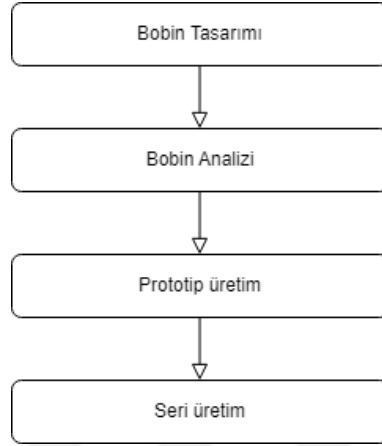 Bobin Tasarımı
Bobin Analizi
Prototip üretim
Seri üretim